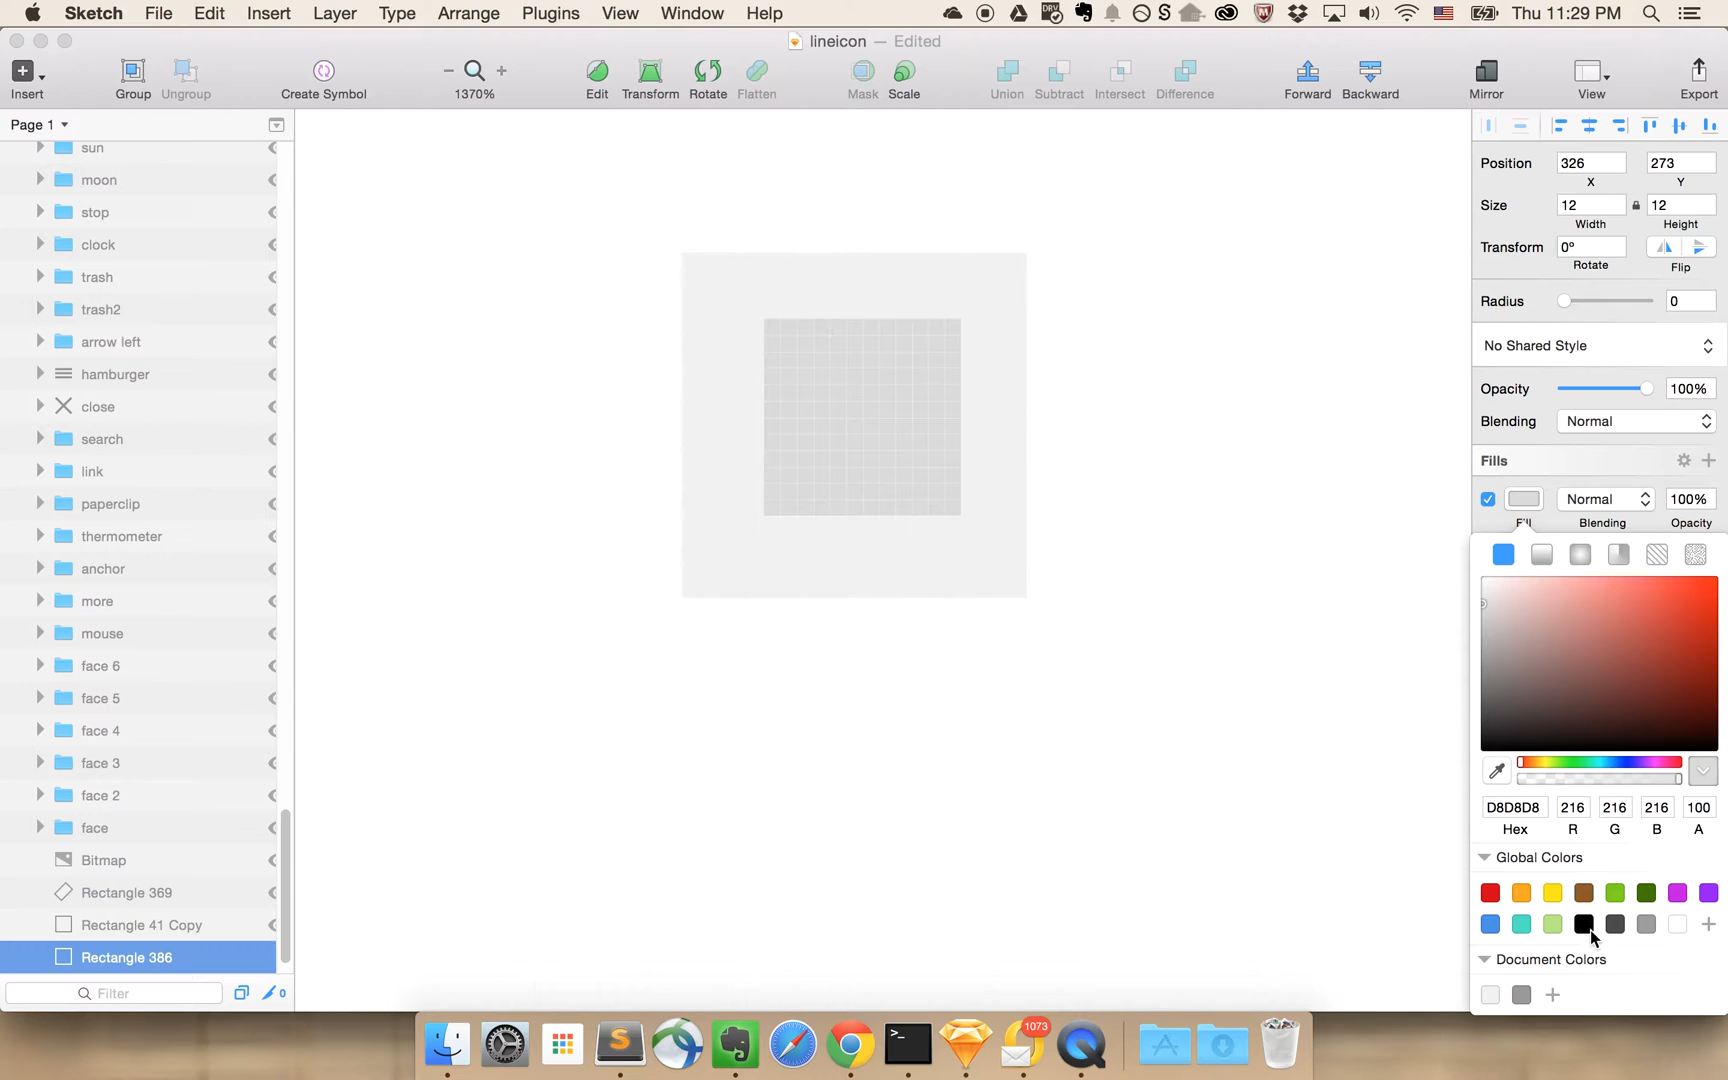 Sketch File Edit Insert Layer Type Arrange Plugins View Window Help
Thu 11:29 PM
lineicon — Edited
Insert Group Ungroup Create Symbol 1370% Edit Transform Rotate Flatten Mask Scale Union Subtract Intersect Difference Forward Backward Mirror View Export
Page 1
sun
moon
stop
clock
trash
trash2
arrow left
hamburger
close
search
link
paperclip
thermometer
anchor
more
mouse
face 6
face 5
face 4
face 3
face 2
face
Bitmap
Rectangle 369
Rectangle 41 Copy
Rectangle 386
Filter
0
Position 326 273
X Y
Size 12 12
Width Height
Transform 0º
Rotate Flip
Radius 0
No Shared Style
Opacity 100%
Blending Normal
Fills
Normal 100%
Fill Blending Opacity
D8D8D8 216 216 216 100
Hex R G B A
Global Colors
Document Colors
S
>_
1073